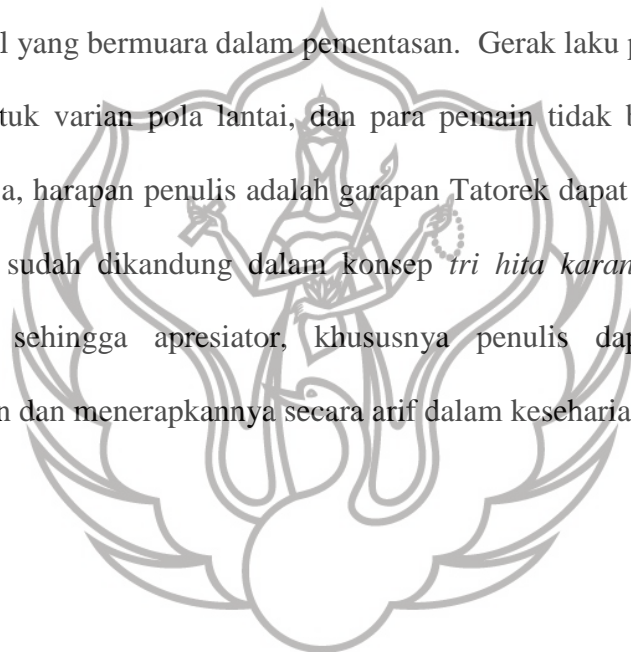 l yang bermuara dalam pementasan. Gerak laku p
tuk varian pola lantai, dan para pemain tidak b
a, harapan penulis adalah garapan Tatorek dapat
sudah dikandung dalam konsep tri hita karan
sehingga apresiator, khususnya penulis dap
n dan menerapkannya secara arif dalam keseharia